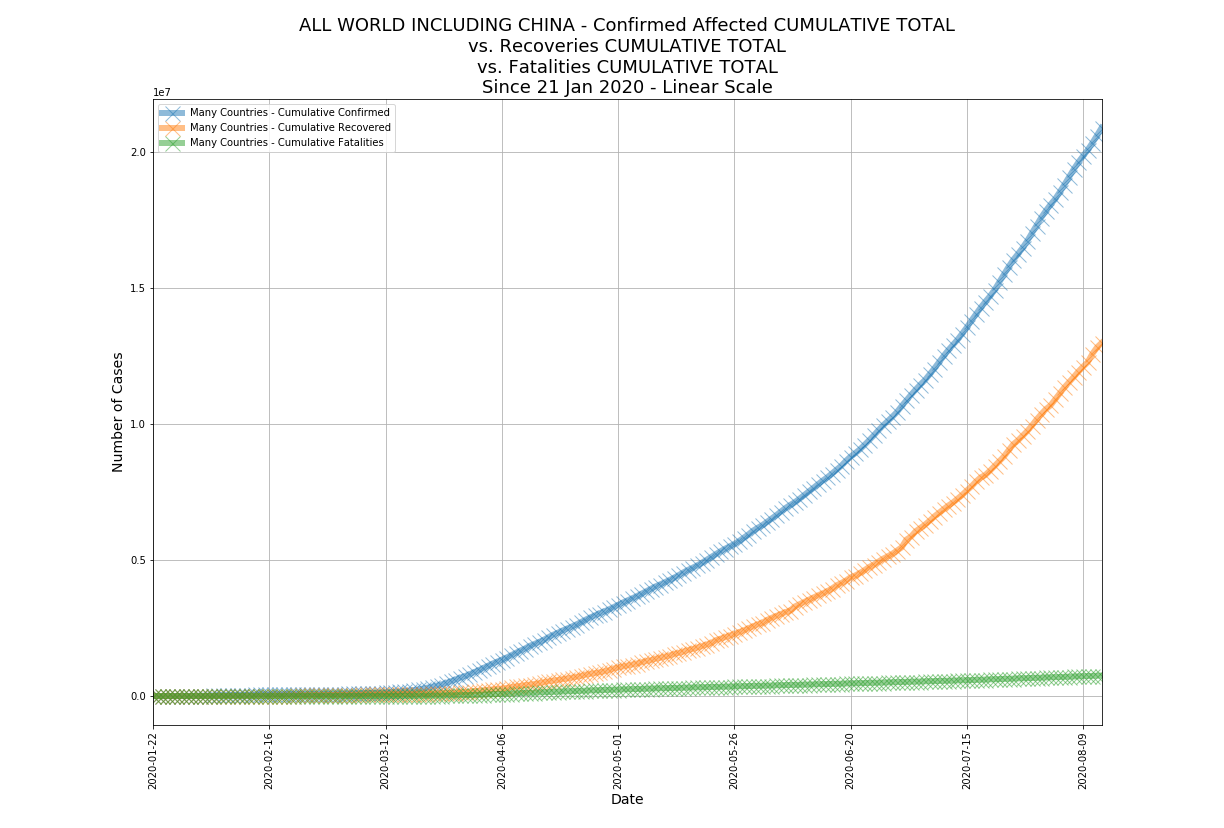 ALL WORLD INCLUDING CHINA - Confirmed Affected CUMULATIVE TOTAL
vs. Recoveries CUMULATIVE TOTAL
vs. Fatalities CUMULATIVE TOTAL
Since 21 Jan 2020 - Linear Scale
1e7
Many Countries - Cumulative Confirmed
Many Countries - Cumulative Recovered
Many Countries - Cumulative Fatalities
2.0
1.5
1.0
0.5
0.0
Number of Cases
2020-01-22
2020-02-16
2020-03-12
2020-04-06
2020-05-01
2020-05-26
2020-06-20
2020-07-15
2020-08-09
Date